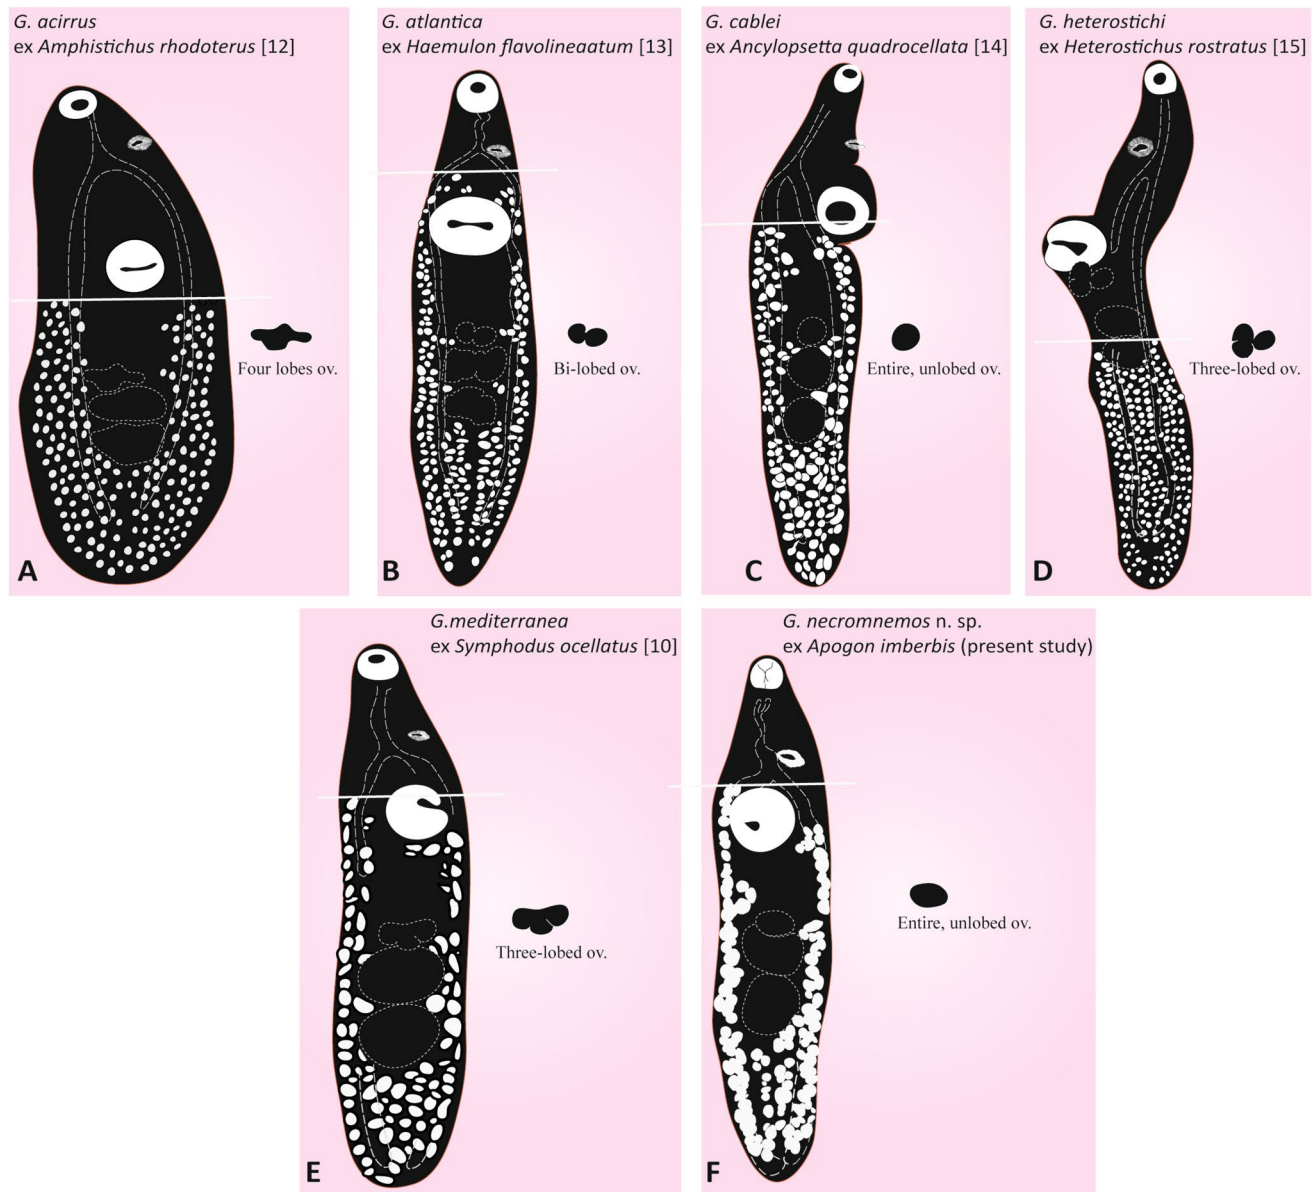 G. acirrus
ex Amphistichus rhodoterus [12]
Four lobes ov.
A
G. atlantica
ex Haemulon flavolineaatum [13]
Bi-lobed ov.
B
G. cablei
ex Ancylopsetta quadrocellata [14]
Entire, unlobed ov.
C
G. heterostichi
ex Heterostichus rostratus [15]
Three-lobed ov.
D
G.mediterranea
ex Symphodus ocellatus [10]
Three-lobed ov.
E
G. necromnemos n. sp.
ex Apogon imberbis (present study)
Entire, unlobed ov.
F